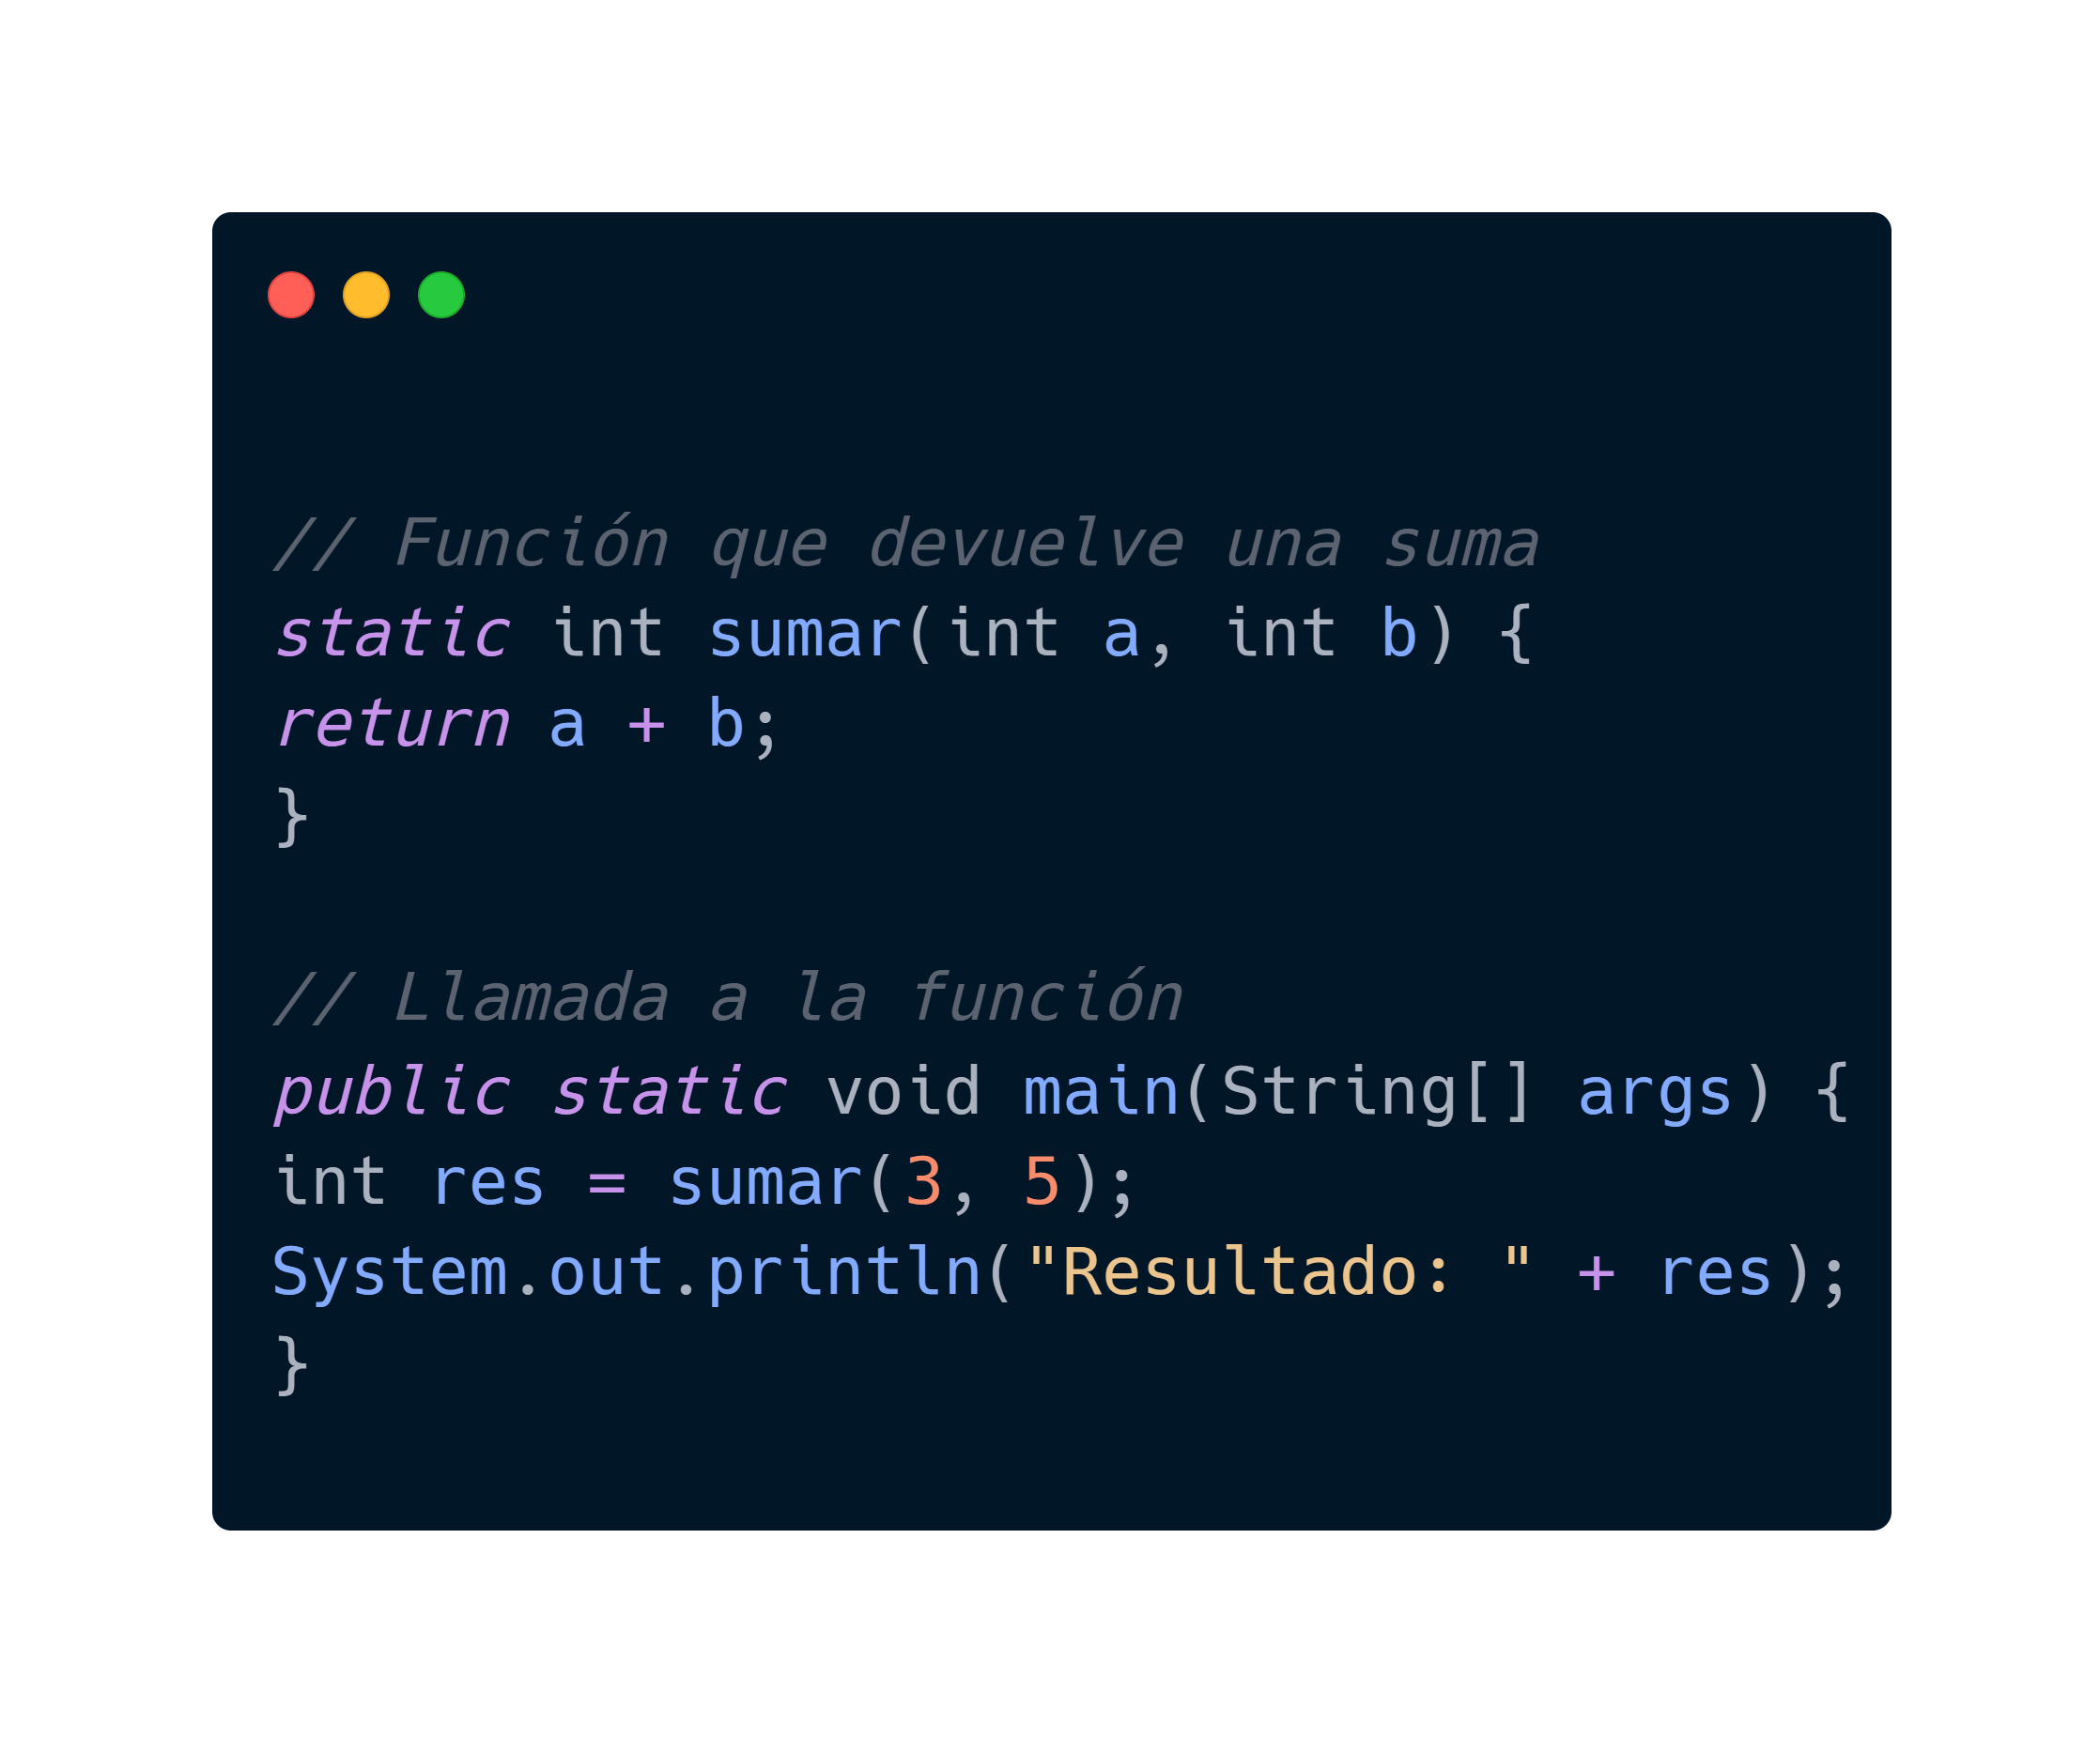 // Función que devuelve una suma
static int sumar(int a, int b) {
return a + b;
}
// Llamada a la función
public static void main(String[] args) {
int res = sumar(3, 5);
System.out.println("Resultado: " + res);
}